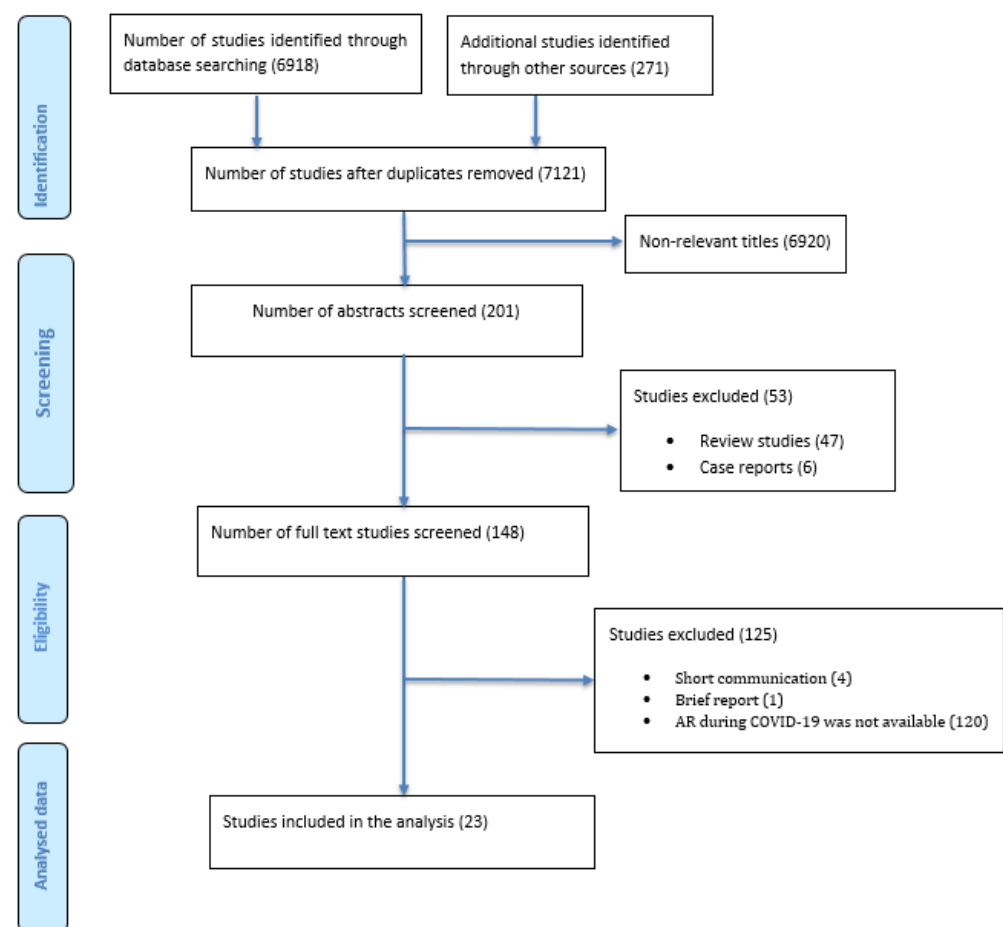 Identification
Number of studies identified through
database searching (6918)
Additional studies identified
through other sources (271)
Number of studies after duplicates removed (7121)
Non-relevant titles (6920)
Screening
Number of abstracts screened (201)
Studies excluded (53)
• Review studies (47)
• Case reports (6)
Eligibility
Number of full text studies screened (148)
Studies excluded (125)
• Short communication (4)
• Brief report (1)
• AR during COVID-19 was not available (120)
Analysed data
Studies included in the analysis (23)